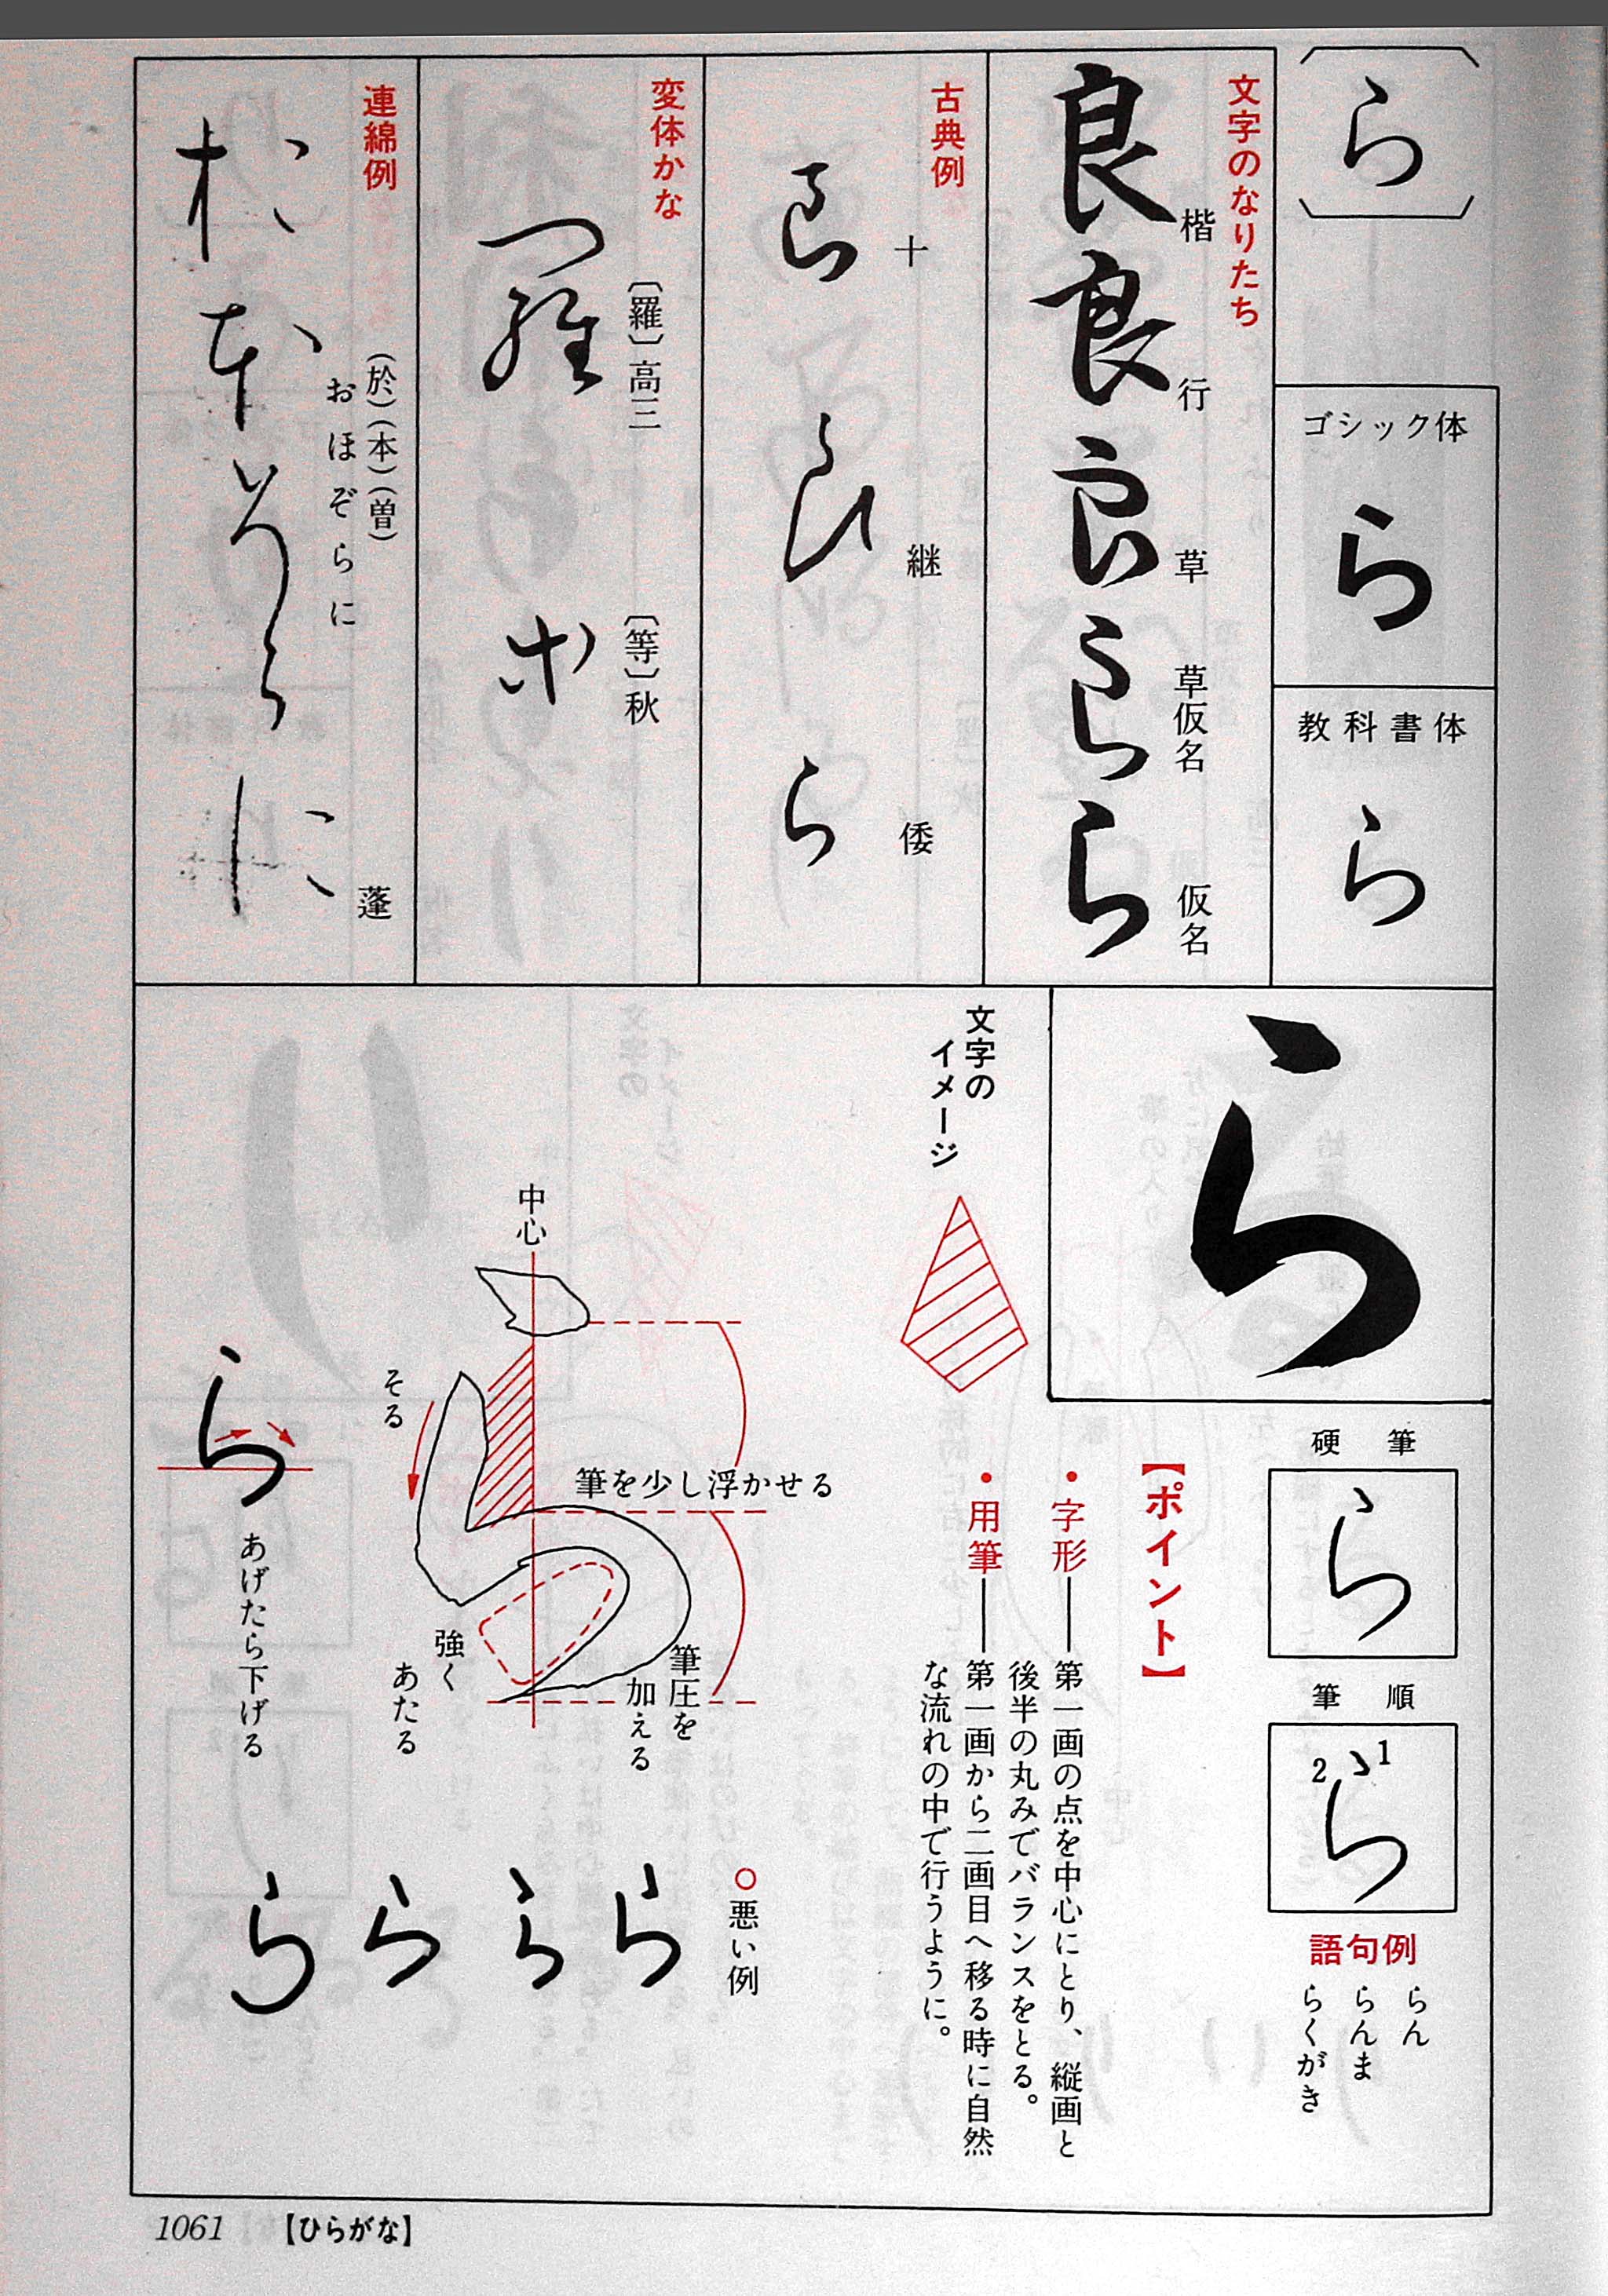 ら
ゴシック体
ら
教科書体
ら
文字のなりたち
良 楷
良 行
良 草
ら 草仮名
ら 仮名
古典例
十
継
ら 倭
変体かな
〔羅〕高三
〔等〕秋
連綿例
(於)(本)(曽)
おほぞらに
蓬
ら
硬筆
ら
筆順
1
2
ら
語句例
らん
らんま
らくがき
文字の
イメージ
【ポイント】
・字形――第一画の点を中心にとり、縦画と
後半の丸みでバランスをとる。
・用筆――第一画から二画目へ移る時に自然
な流れの中で行うように。
中心
そる
筆を少し浮かせる
強く
あたる
筆圧を
加える
ら
あげたら下げる
○悪い例
ら
ら
ら
ら
1061 【ひらがな】